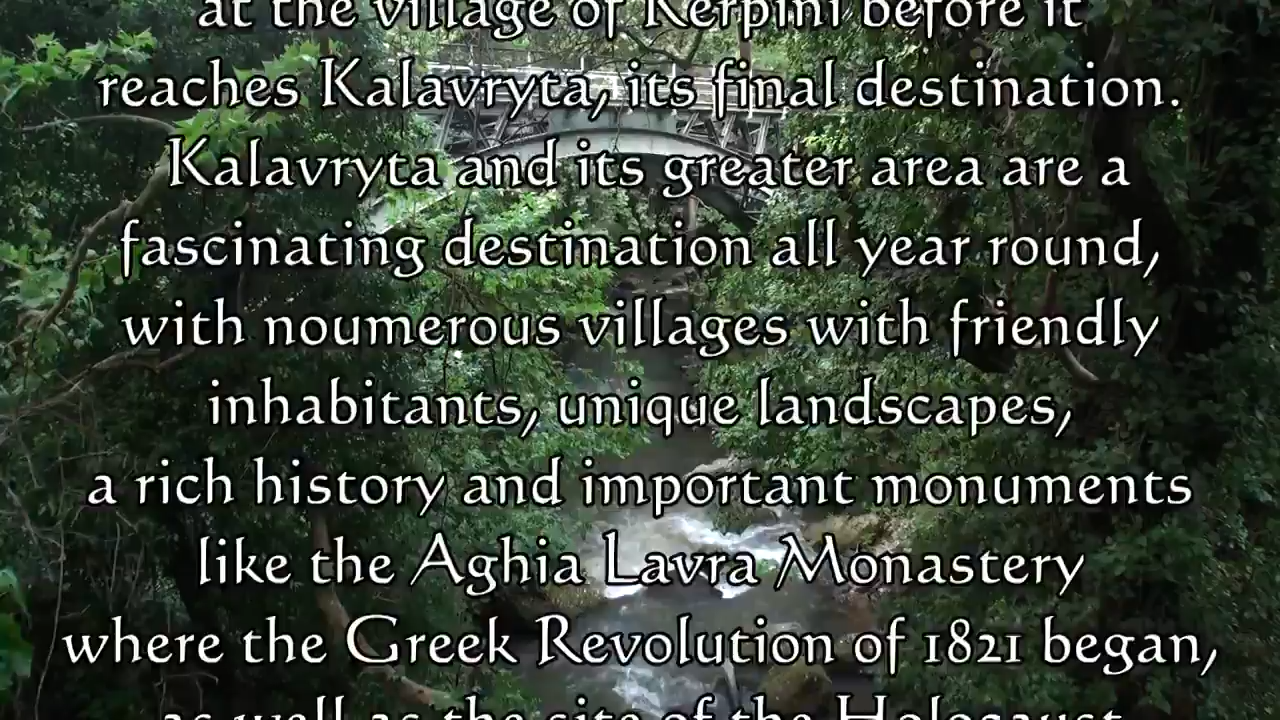 at the village of Kerpini before it
reaches Kalavryta, its final destination.
Kalavryta and its greater area are a
fascinating destination all year round,
with noumerous villages with friendly
inhabitants, unique landscapes,
a rich history and important monuments
like the Aghia Lavra Monastery
where the Greek Revolution of 1821 began,
as well as the site of the Holocaust